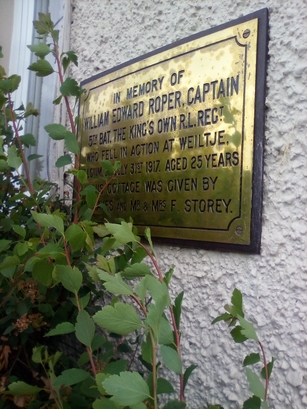 IN MEMORY OF
WILLIAM EDWARD ROPER, CAPTAIN
5TH BAT. THE KING'S OWN R.L. REGT.
WHO FELL IN ACTION AT WEILTJE,
JULY 31ST 1917, AGED 25 YEARS
COTTAGE WAS GIVEN BY
MR & MRS F. STOREY.